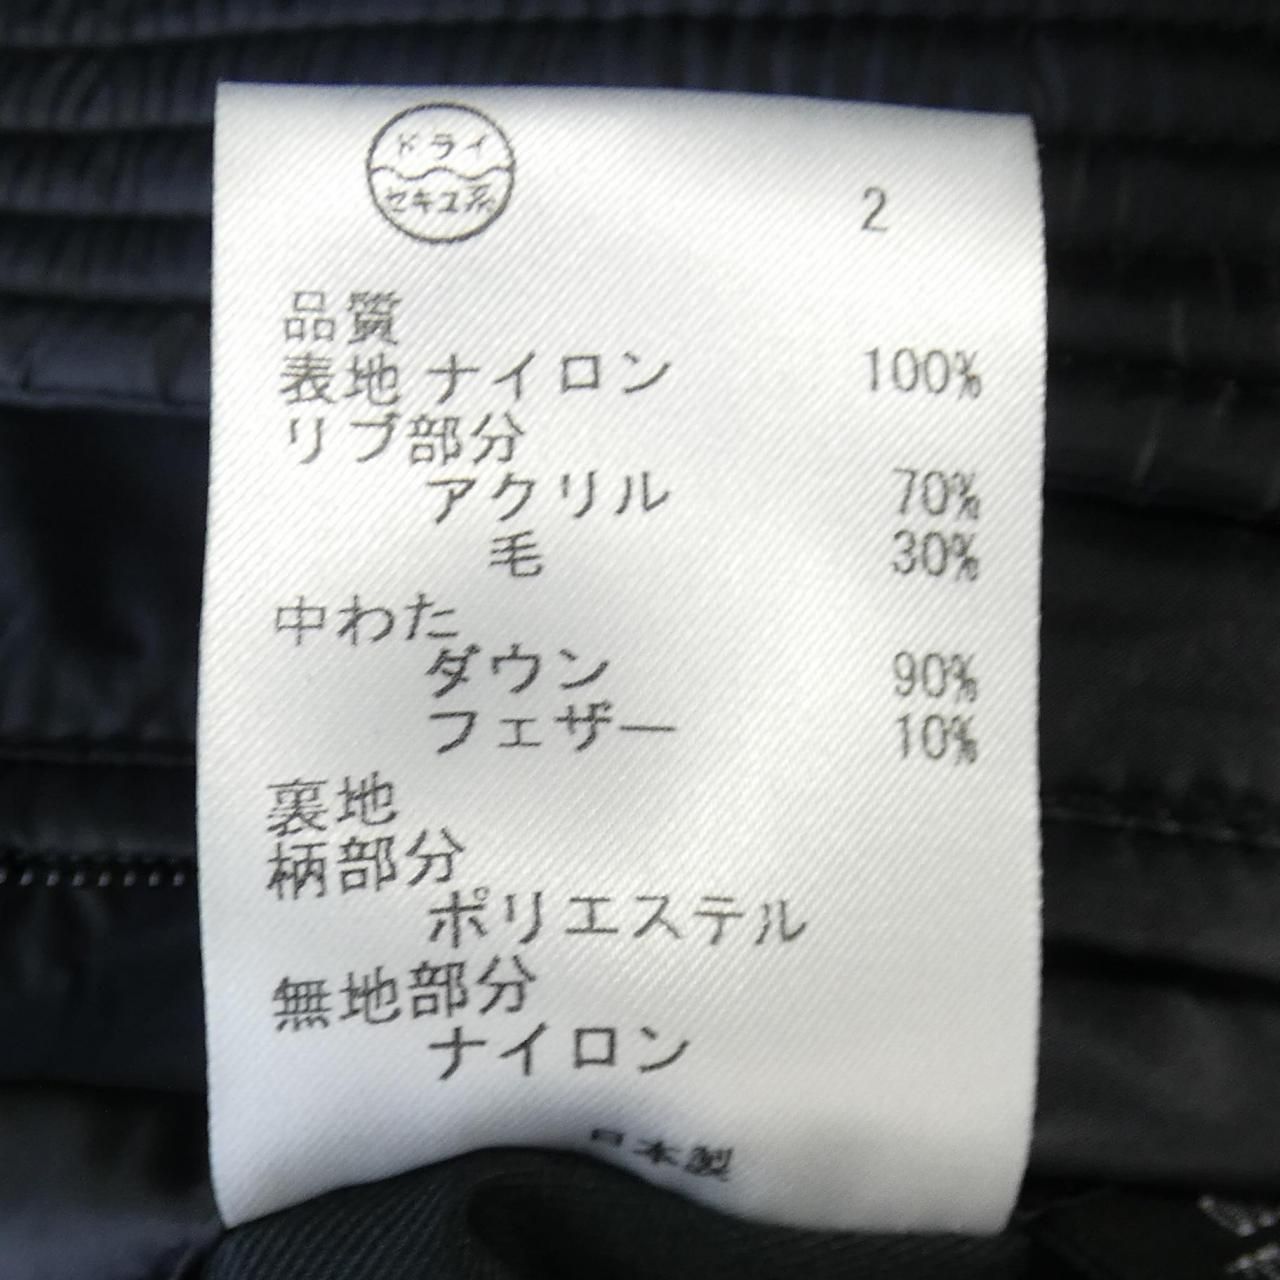 ドライ
セキユ系
2
品質
表地 ナイロン 100%
リブ部分
アクリル 70%
毛 30%
中わた
ダウン 90%
フェザー 10%
裏地
柄部分
ポリエステル
無地部分
ナイロン
日本製